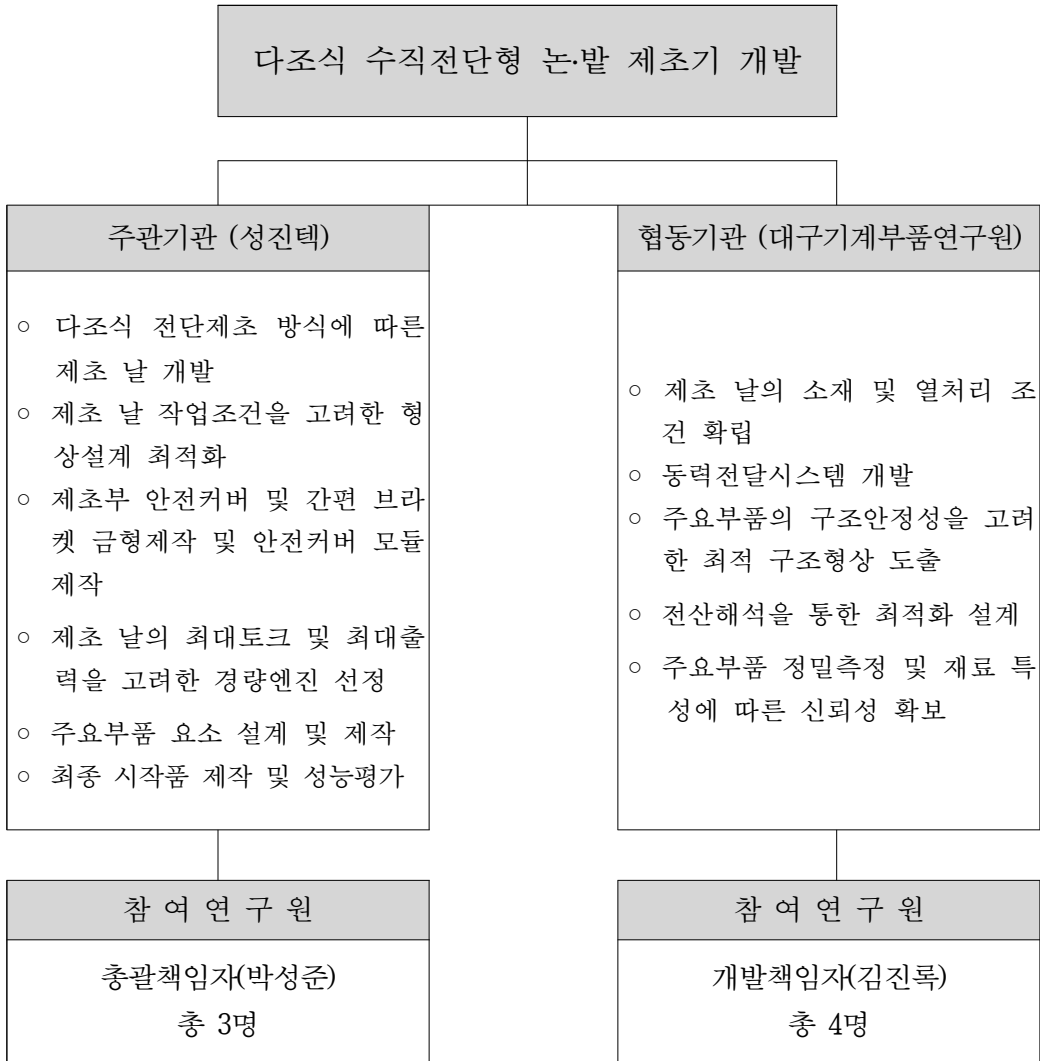 다조식 수직전단형 논·밭 제초기 개발
주관기관 (성진텍)
○ 다조식 전단제초 방식에 따른
제초 날 개발
○ 제초 날 작업조건을 고려한 형
상설계 최적화
○ 제초부 안전커버 및 간편 브라
켓 금형제작 및 안전커버 모듈
제작
○ 제초 날의 최대토크 및 최대출
력을 고려한 경량엔진 선정
○ 주요부품 요소 설계 및 제작
○ 최종 시작품 제작 및 성능평가
참 여 연 구 원
총괄책임자(박성준)
총 3명
협동기관 (대구기계부품연구원)
○ 제초 날의 소재 및 열처리 조
건 확립
○ 동력전달시스템 개발
○ 주요부품의 구조안정성을 고려
한 최적 구조형상 도출
○ 전산해석을 통한 최적화 설계
○ 주요부품 정밀측정 및 재료 특
성에 따른 신뢰성 확보
참 여 연 구 원
개발책임자(김진록)
총 4명